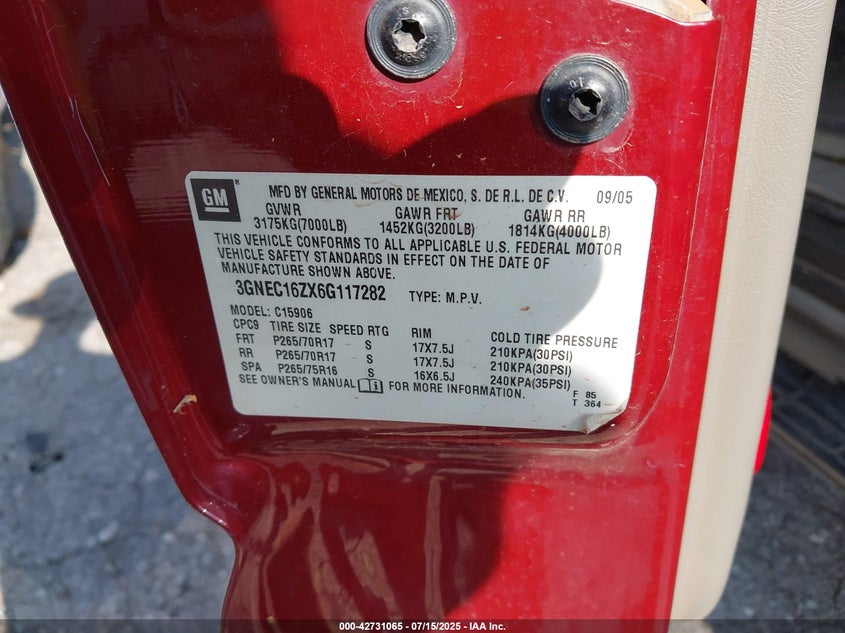 GM ® MFD BY GENERAL MOTORS DE MEXICO, S. DE R.L. DE C.V. 09/05
GVWR GAWR FRT GAWR RR
3175KG(7000LB) 1452KG(3200LB) 1814KG(4000LB)
THIS VEHICLE CONFORMS TO ALL APPLICABLE U.S. FEDERAL MOTOR
VEHICLE SAFETY STANDARDS IN EFFECT ON THE DATE OF
MANUFACTURE SHOWN ABOVE.
3GNEC16ZX6G117282 TYPE: M.P.V.
MODEL: C15906
CPC9 TIRE SIZE SPEED RTG RIM COLD TIRE PRESSURE
FRT P265/70R17 S 17X7.5J 210KPA(30PSI)
RR P265/70R17 S 17X7.5J 210KPA(30PSI)
SPA P265/75R16 S 16X6.5J 240KPA(35PSI)
SEE OWNER'S MANUAL FOR MORE INFORMATION.
F 85
T 364
000-42731065 - 07/15/2025 - IAA Inc.